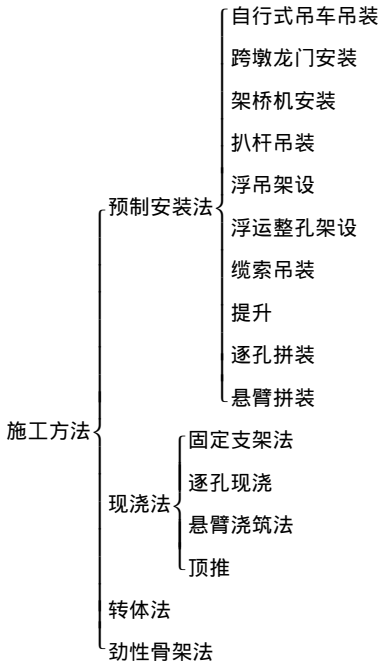 施工方法
预制安装法
自行式吊车吊装
跨墩龙门安装
架桥机安装
扒杆吊装
浮吊架设
浮运整孔架设
缆索吊装
提升
逐孔拼装
悬臂拼装
现浇法
固定支架法
逐孔现浇
悬臂浇筑法
顶推
转体法
劲性骨架法